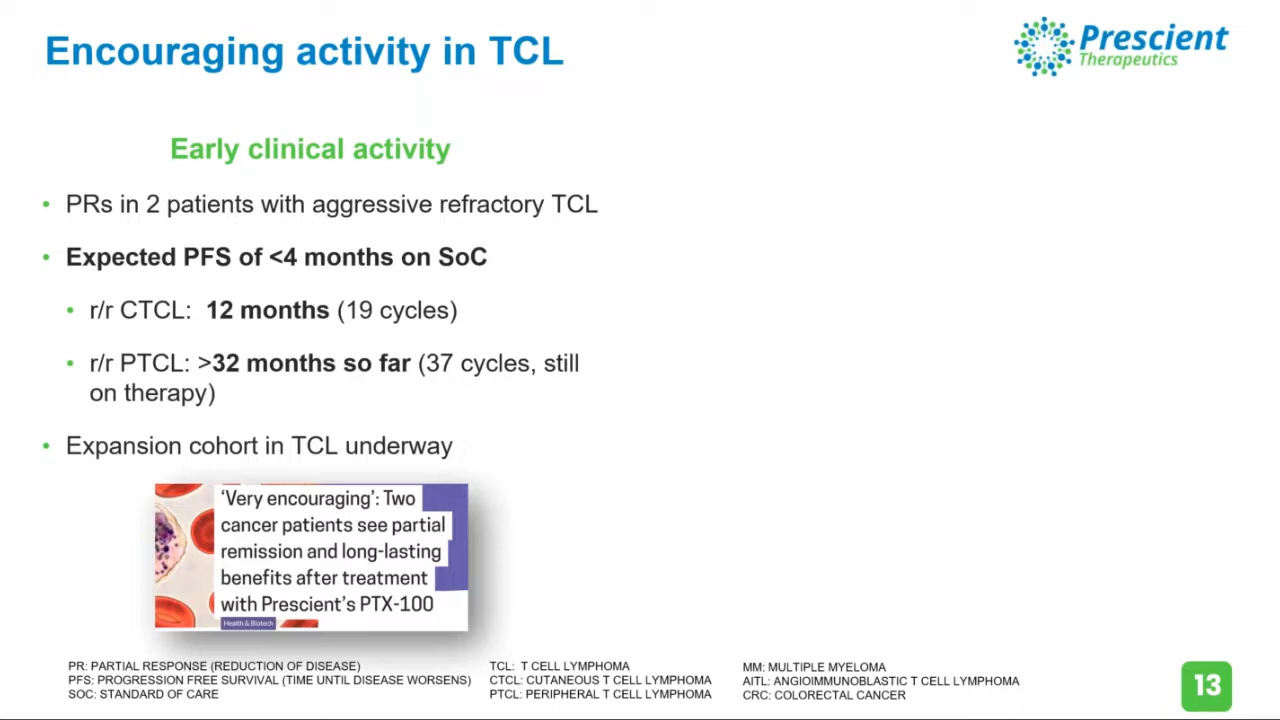 Encouraging activity in TCL
Prescient
Therapeutics
Early clinical activity
• PRs in 2 patients with aggressive refractory TCL
• Expected PFS of <4 months on SoC
• r/r CTCL: 12 months (19 cycles)
• r/r PTCL: >32 months so far (37 cycles, still
on therapy)
• Expansion cohort in TCL underway
‘Very encouraging’: Two
cancer patients see partial
remission and long-lasting
benefits after treatment
with Prescient’s PTX-100
Health & Biotech
PR: PARTIAL RESPONSE (REDUCTION OF DISEASE)
PFS: PROGRESSION FREE SURVIVAL (TIME UNTIL DISEASE WORSENS)
SOC: STANDARD OF CARE
TCL: T CELL LYMPHOMA
CTCL: CUTANEOUS T CELL LYMPHOMA
PTCL: PERIPHERAL T CELL LYMPHOMA
MM: MULTIPLE MYELOMA
AITL: ANGIOIMMUNOBLASTIC T CELL LYMPHOMA
CRC: COLORECTAL CANCER
13